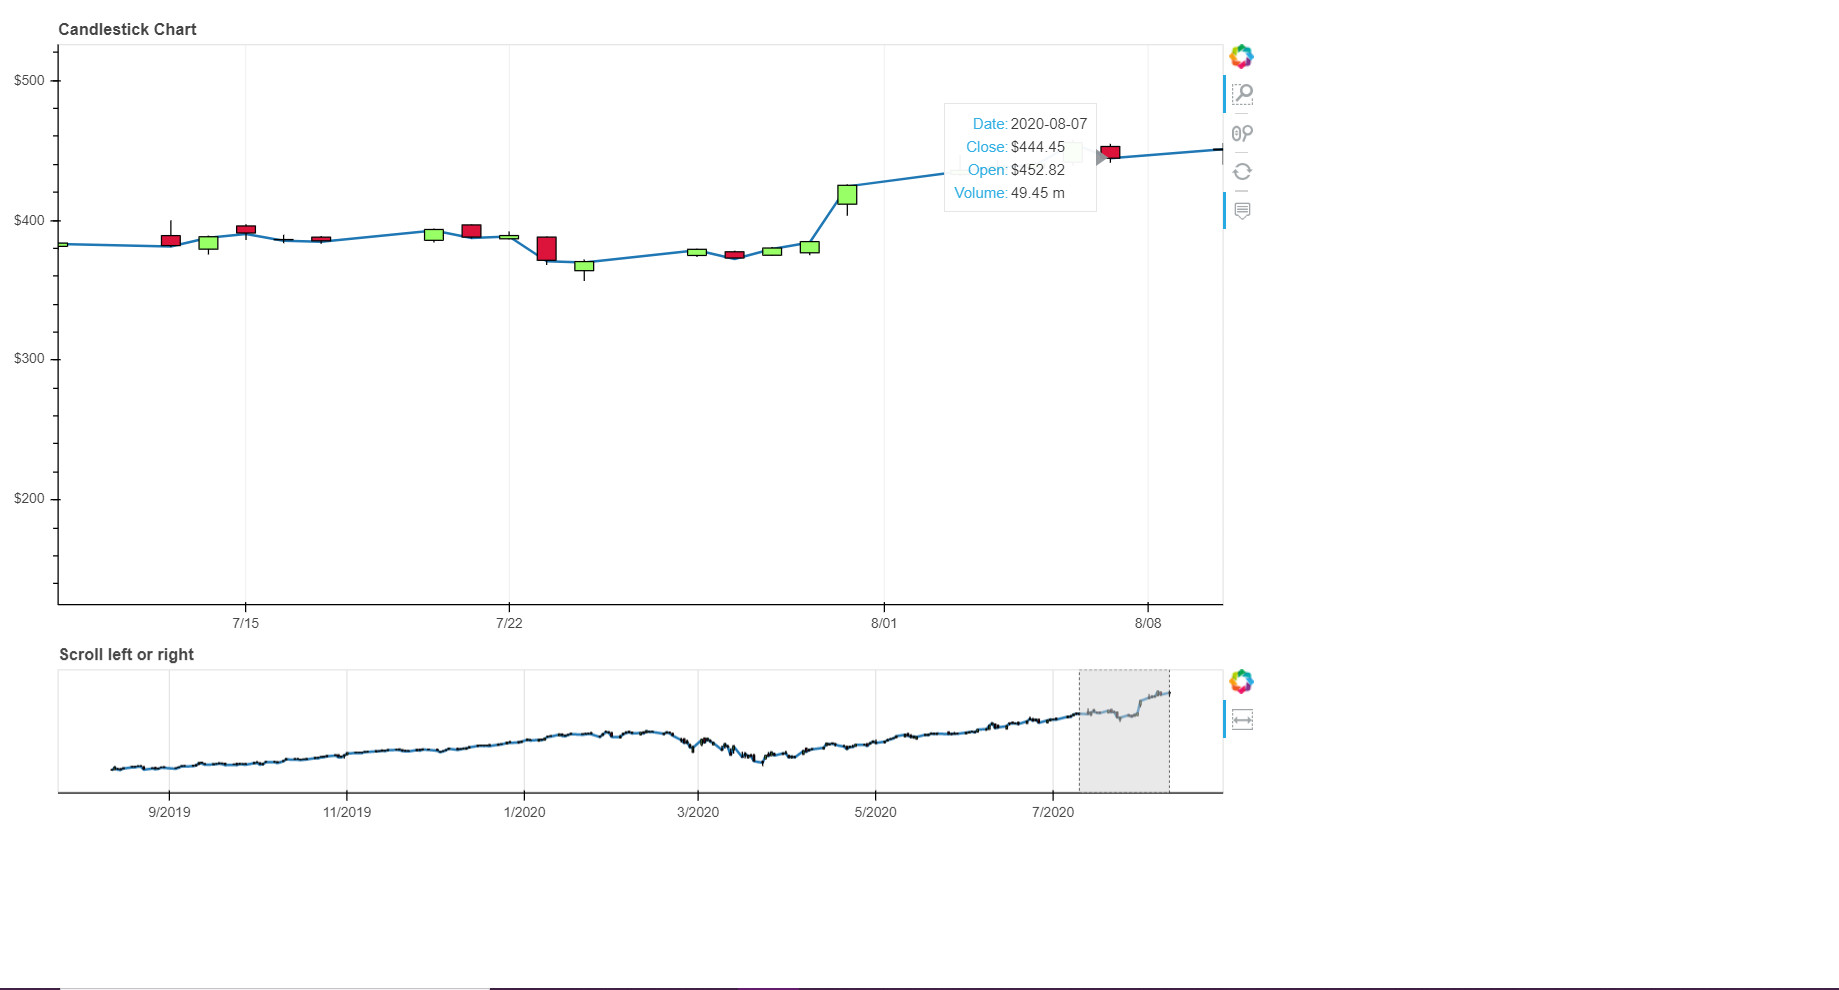 Candlestick Chart
$500
$400
$300
$200
Date: 2020-08-07
Close: $444.45
Open: $452.82
Volume: 49.45 m
7/15 7/22 8/01 8/08
Scroll left or right
9/2019 11/2019 1/2020 3/2020 5/2020 7/2020